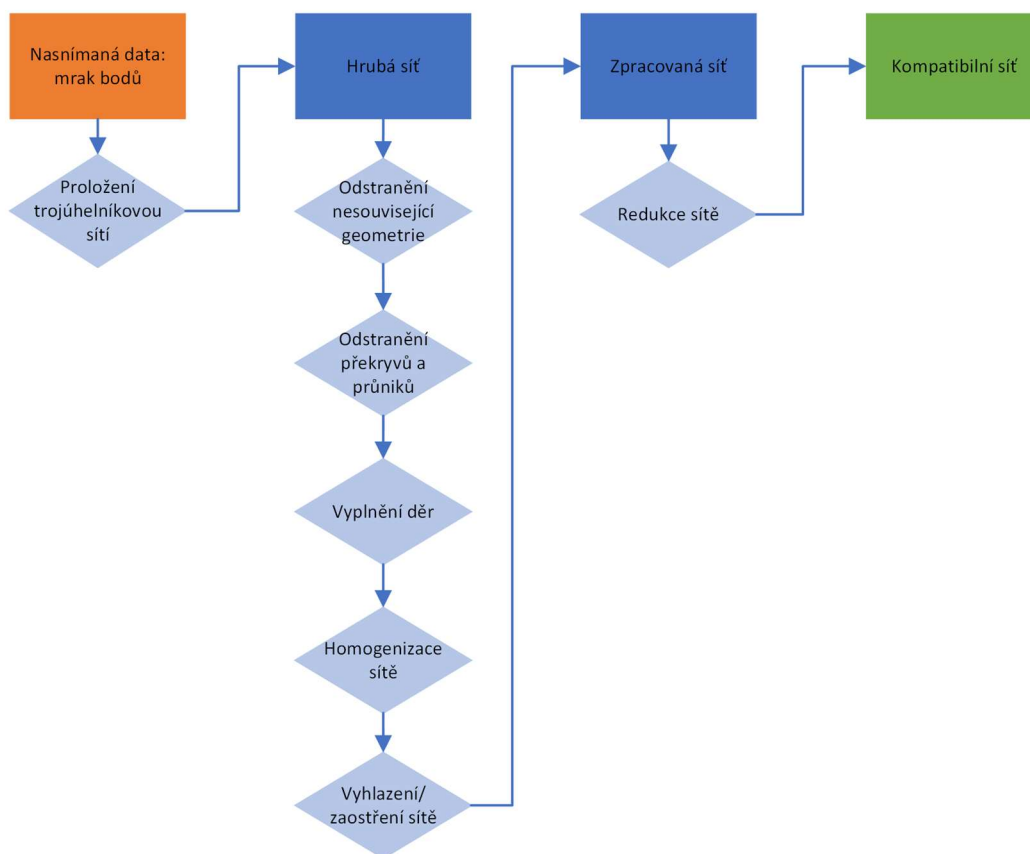 Nasnímaná data:
mrak bodů
Proložení
trojúhelníkovou
sítí
Hrubá síť
Odstranění
nesouvisející
geometrie
Odstranění
překryvů a
průniků
Vyplnění děr
Homogenizace
sítě
Vyhlazení/
zaostření sítě
Zpracovaná síť
Redukce sítě
Kompatibilní síť